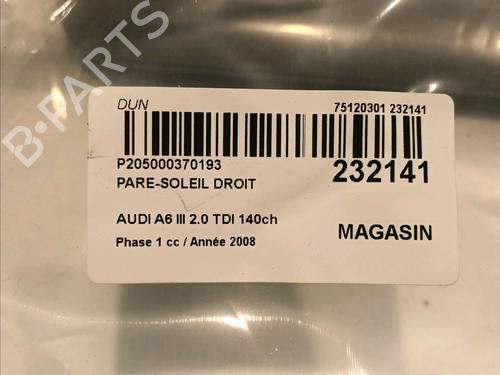 DUN
75120301 232141
P205000370193
232141
PARE-SOLEIL DROIT
AUDI A6 III 2.0 TDI 140ch
MAGASIN
Phase 1 cc / Année 2008
B-PARTS